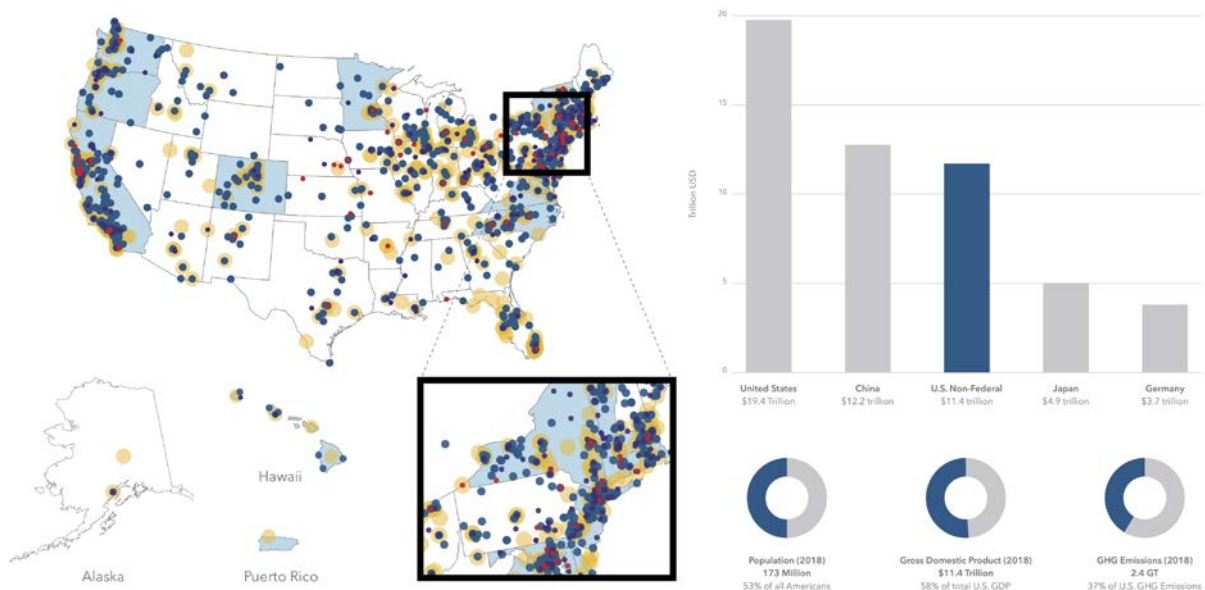 20
15
10
5
0
Trillion USD
United States
$19.4 Trillion
China
$12.2 trillion
U.S. Non-Federal
$11.4 trillion
Japan
$4.9 trillion
Germany
$3.7 trillion
Hawaii
Alaska
Puerto Rico
Population (2018)
173 Million
53% of all Americans
Gross Domestic Product (2018)
$11.4 Trillion
58% of total U.S. GDP
GHG Emissions (2018)
2.4 GT
37% of U.S. GHG Emissions